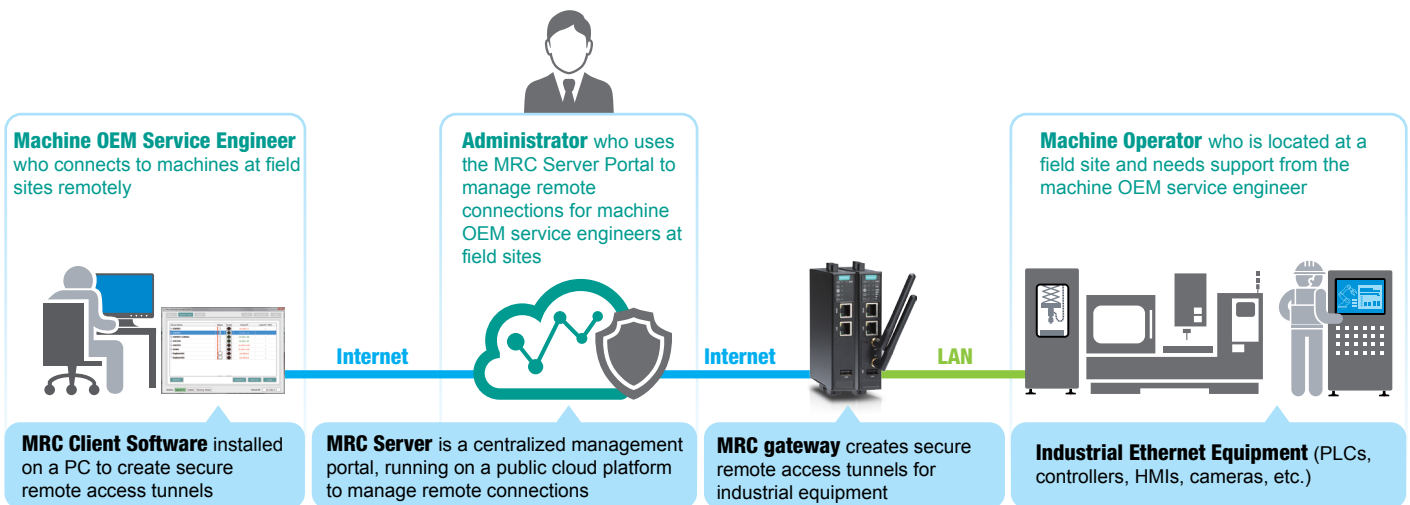 Machine OEM Service Engineer
who connects to machines at field
sites remotely
Administrator who uses
the MRC Server Portal to
manage remote
connections for machine
OEM service engineers at
field sites
Machine Operator who is located at a
field site and needs support from the
machine OEM service engineer
Internet
Internet
LAN
MRC Client Software installed
on a PC to create secure
remote access tunnels
MRC Server is a centralized management
portal, running on a public cloud platform
to manage remote connections
MRC gateway creates secure
remote access tunnels for
industrial equipment
Industrial Ethernet Equipment (PLCs,
controllers, HMIs, cameras, etc.)